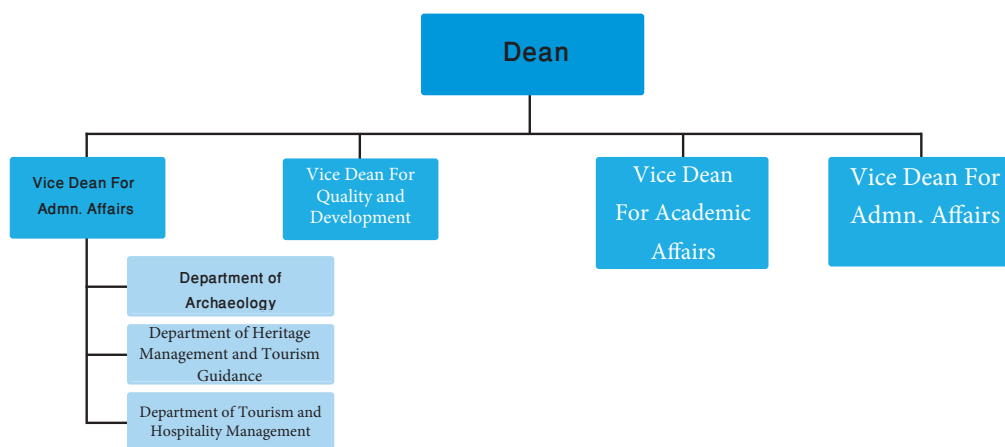 Dean
Vice Dean For
Admn. Affairs
Vice Dean For
Quality and
Development
Vice Dean
For Academic
Affairs
Vice Dean For
Admn. Affairs
Department of
Archaeology
Department of Heritage
Management and Tourism
Guidance
Department of Tourism and
Hospitality Management